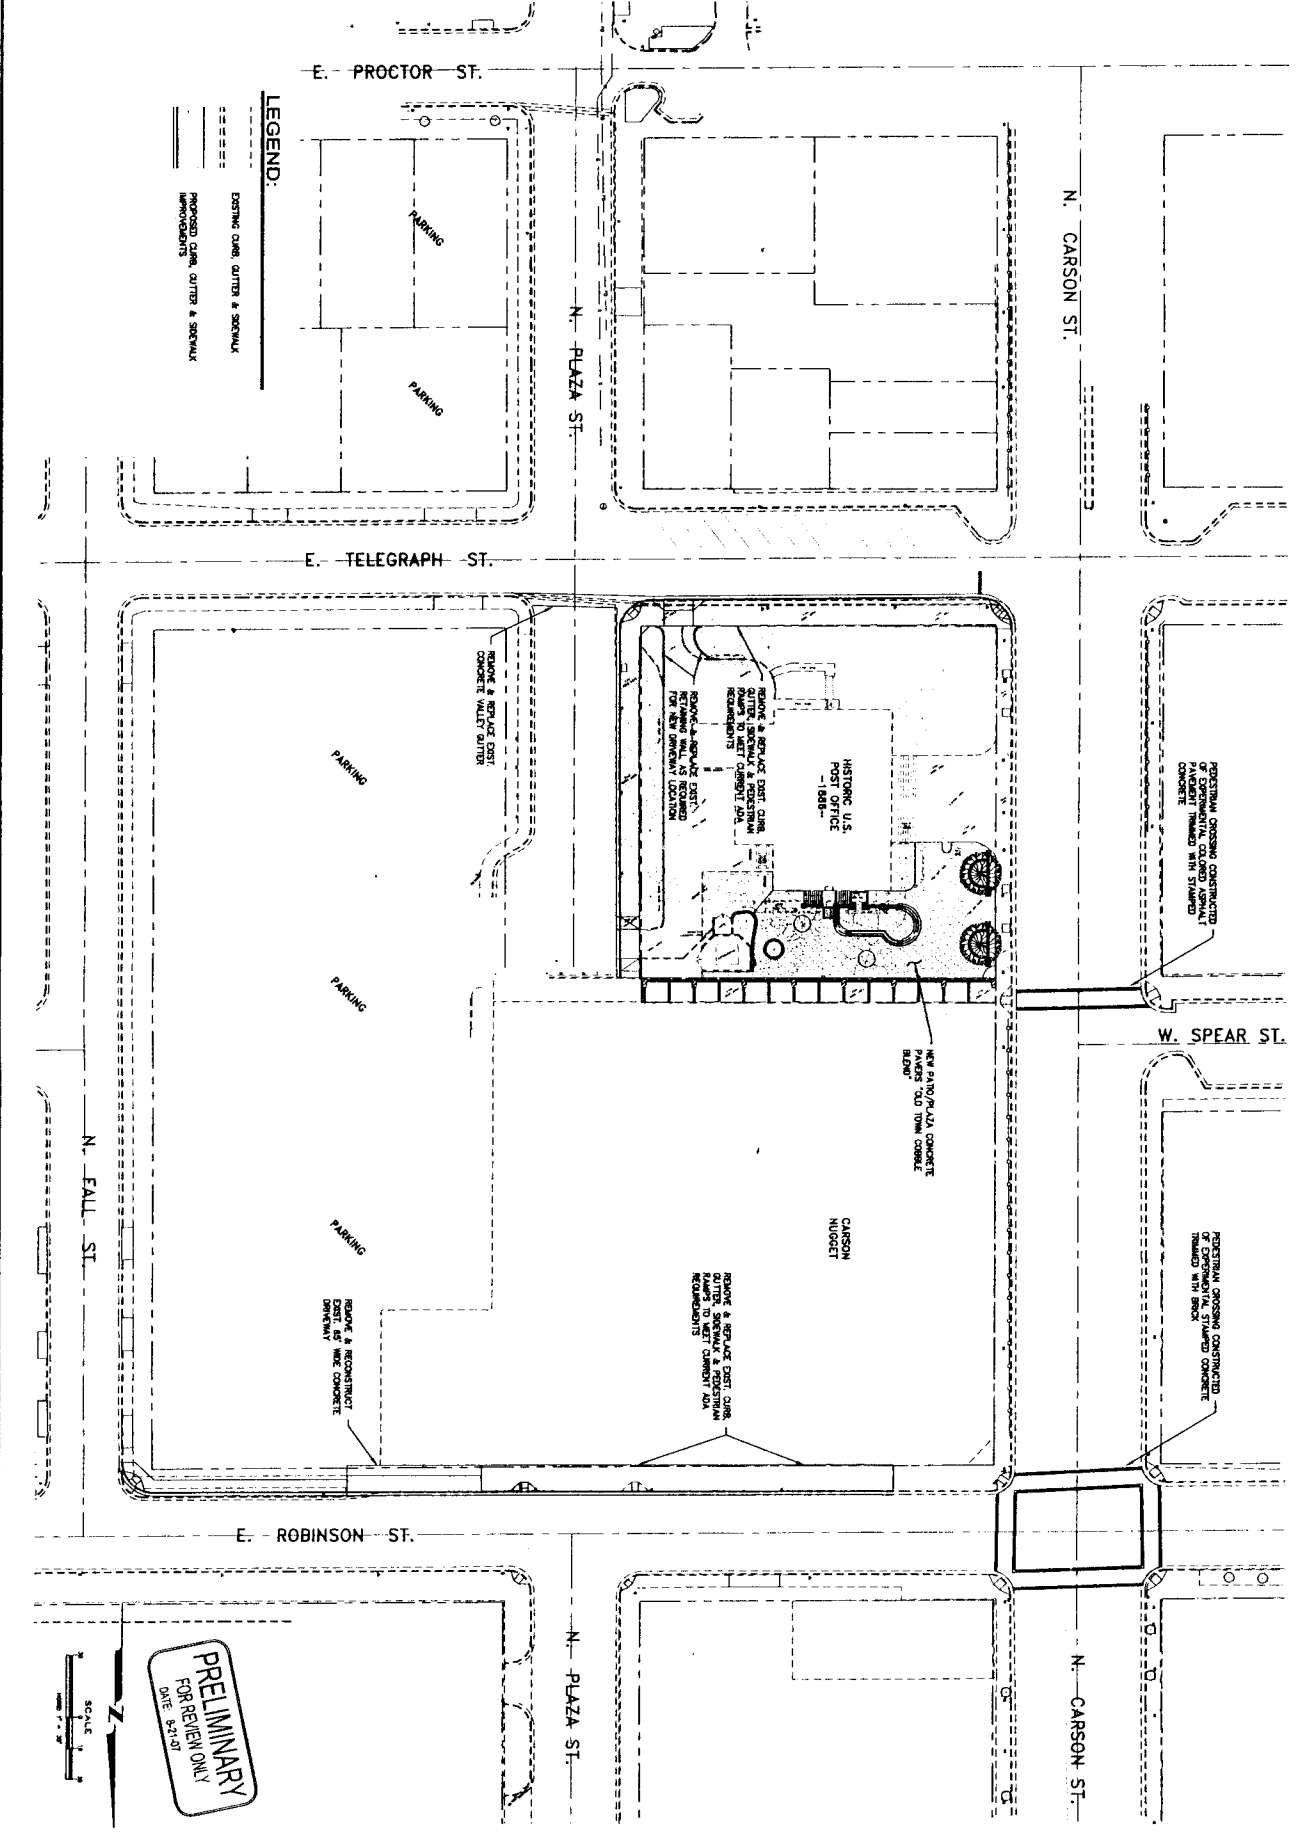 E. PROCTOR ST.
LEGEND:
EXISTING CURB, GUTTER & SIDEWALK
PROPOSED CURB, GUTTER & SIDEWALK
IMPROVEMENTS
PARKING
PARKING
N. PLAZA ST.
N. CARSON ST.
E. TELEGRAPH ST.
REMOVE & REPLACE EXIST.
CONCRETE VALLEY GUTTER
REMOVE & REPLACE EXIST. CURB,
GUTTER, SIDEWALK & PEDESTRIAN
RAMPS TO MEET CURRENT ADA
REQUIREMENTS
REMOVE & REPLACE EXIST.
RETAINING WALL AS REQUIRED
FOR NEW DRIVEWAY LOCATION
HISTORIC U.S.
POST OFFICE
PEDESTRIAN CROSSING CONSTRUCTED
OF EXPERIMENTAL COLORED ASPHALT
PAVEMENT TRIMMED WITH STAMPED
CONCRETE
PARKING
PARKING
PARKING
W. SPEAR ST.
NEW PATIO/PLAZA CONCRETE
PAVERS "OLD TOWN COBBLE
BLEND"
N. FALL ST.
CARSON
NUGGET
REMOVE & REPLACE EXIST. CURB,
GUTTER, SIDEWALK & PEDESTRIAN
RAMPS TO MEET CURRENT ADA
REQUIREMENTS
REMOVE & RECONSTRUCT
EXIST. 65' WIDE CONCRETE
DRIVEWAY
PEDESTRIAN CROSSING CONSTRUCTED
OF EXPERIMENTAL STAMPED CONCRETE
TRIMMED WITH BRICK
E. ROBINSON ST.
N. PLAZA ST.
N. CARSON ST.
PRELIMINARY
FOR REVIEW ONLY
DATE: 8-21-07
Z
SCALE